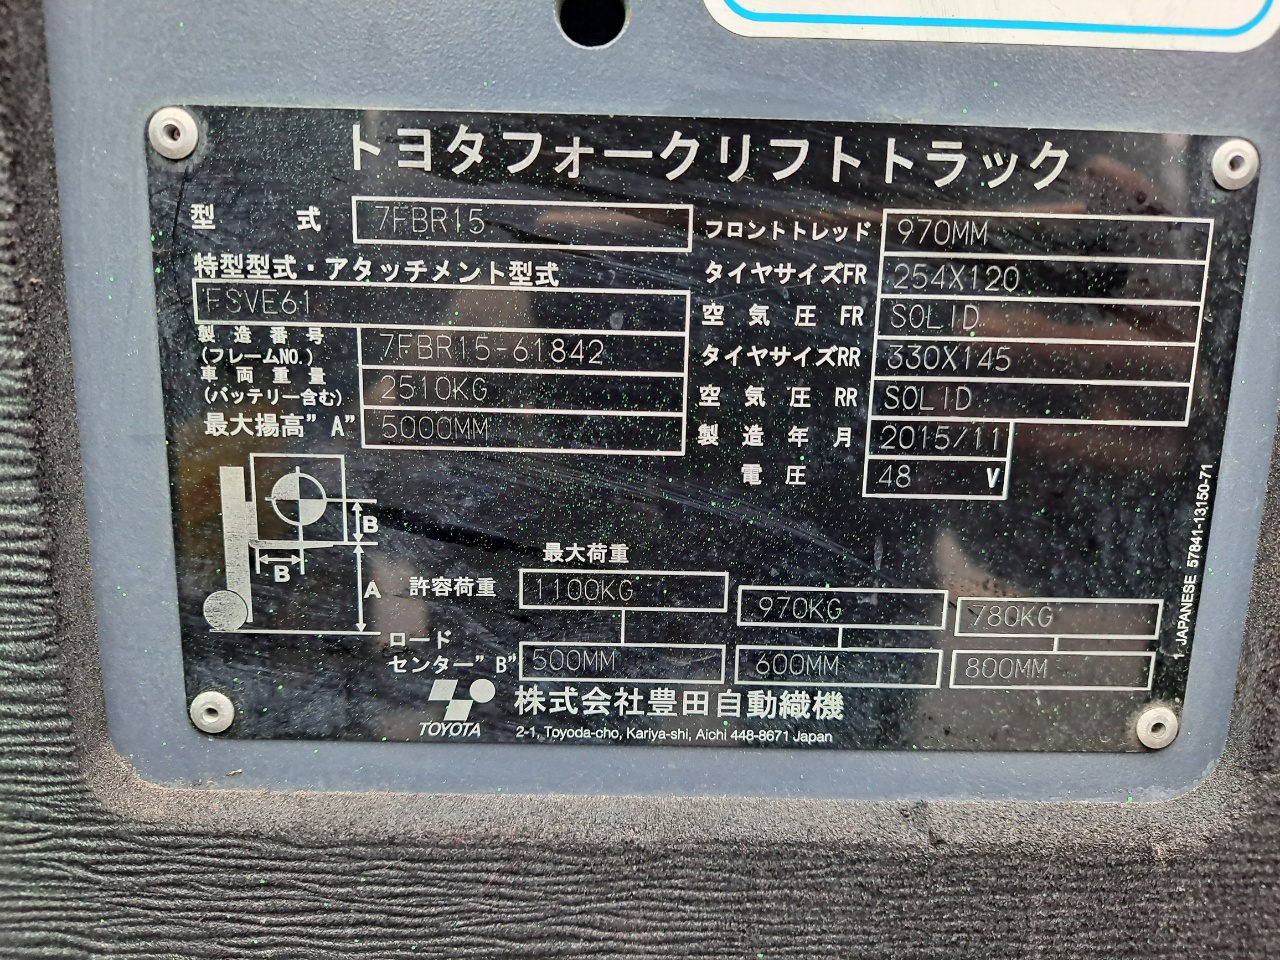 トヨタフォークリフトトラック
型式 7FBR15
特型型式・アタッチメント型式
FSVE61
製造番号
(フレームNO.) 7FBR15-61842
車両重量
(バッテリー含む) 2510KG
最大揚高"A" 5000MM
フロントトレッド 970MM
タイヤサイズFR 254X120
空気圧 FR SOLID
タイヤサイズRR 330X145
空気圧 RR SOLID
製造年月 2015/11
電圧 48 V
B
B
A
最大荷重
許容荷重 1100KG 970KG 780KG
ロード
センター"B" 500MM 600MM 800MM
TOYOTA
株式会社豊田自動織機
2-1, Toyoda-cho, Kariya-shi, Aichi 448-8671 Japan
JAPANESE 57841-13150-71